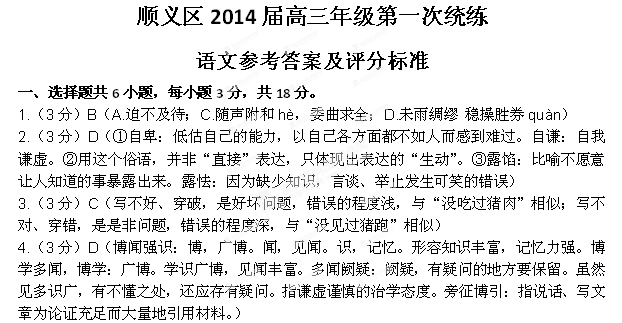 顺义区 2014 届高三年级第一次统练
语文参考答案及评分标准
一、选择题共 6 小题，每小题 3 分，共 18 分。
1.（3 分）B（A.迫不及待；C.随声附和 hè，委曲求全；D.未雨绸缪 稳操胜券 quàn）
2.（3 分）D（①自卑：低估自己的能力，以自己各方面都不如人而感到难过。自谦：自我
谦虚。②用这个俗语，并非“直接”表达，只体现出表达的“生动”。③露馅：比喻不愿意
让人知道的事暴露出来。露怯：因为缺少知识，言谈、举止发生可笑的错误）
3.（3 分）C（写不好、穿破，是好坏问题，错误的程度浅，与“没吃过猪肉”相似；写不
对、穿错，是是非问题，错误的程度深，与“没见过猪跑”相似）
4.（3 分）D（博闻强识：博，广博。闻，见闻。识，记忆。形容知识丰富，记忆力强。博
学多闻，博学：广博。学识广博，见闻丰富。多闻阙疑：阙疑，有疑问的地方要保留。虽然
见多识广，有不懂之处，还应存有疑问。指谦虚谨慎的治学态度。旁征博引：指说话、写文
章为论证充足而大量地引用材料。）